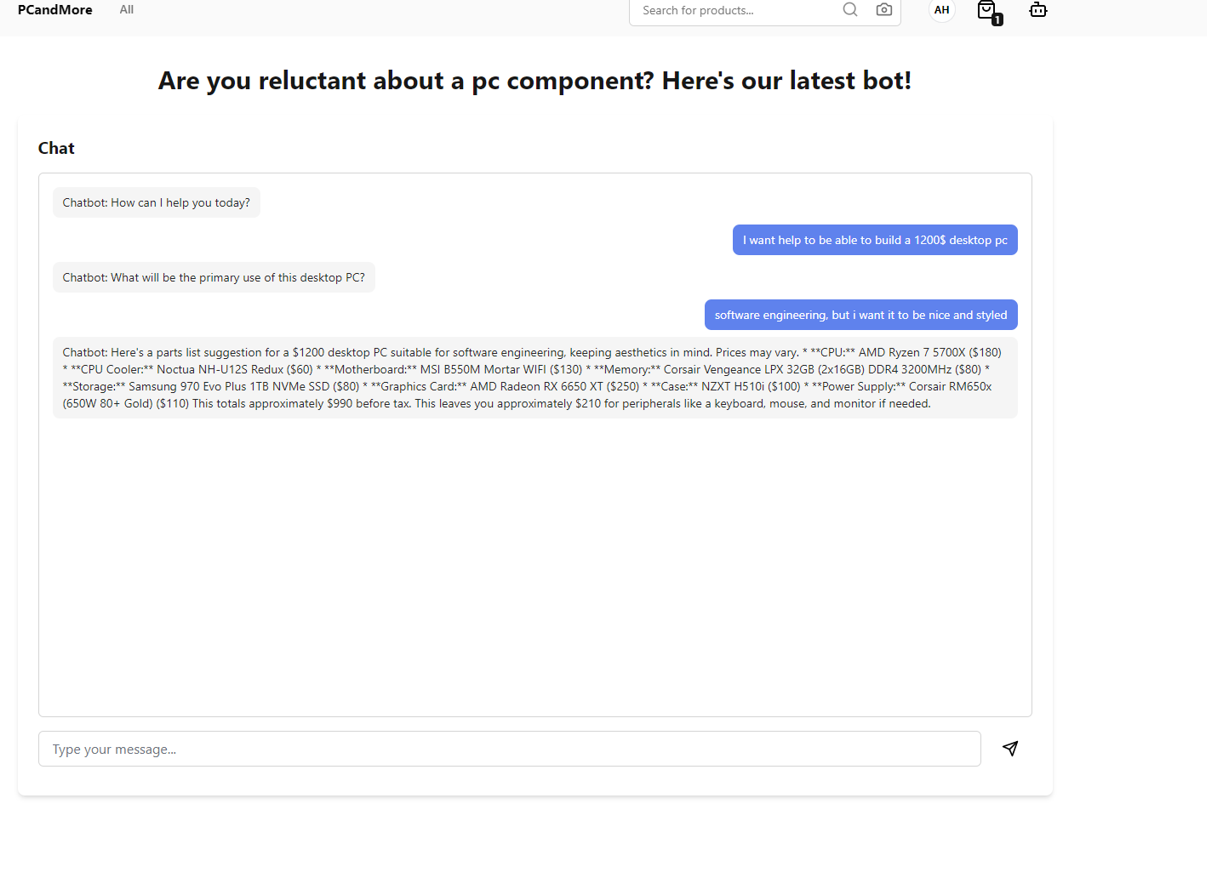 PCandMore All Search for products... AH 1
Are you reluctant about a pc component? Here's our latest bot!
Chat
Chatbot: How can I help you today?
I want help to be able to build a 1200$ desktop pc
Chatbot: What will be the primary use of this desktop PC?
software engineering, but i want it to be nice and styled
Chatbot: Here's a parts list suggestion for a $1200 desktop PC suitable for software engineering, keeping aesthetics in mind. Prices may vary. * **CPU:** AMD Ryzen 7 5700X ($180)
* **CPU Cooler:** Noctua NH-U12S Redux ($60) * **Motherboard:** MSI B550M Mortar WIFI ($130) * **Memory:** Corsair Vengeance LPX 32GB (2x16GB) DDR4 3200MHz ($80) *
**Storage:** Samsung 970 Evo Plus 1TB NVMe SSD ($80) * **Graphics Card:** AMD Radeon RX 6650 XT ($250) * **Case:** NZXT H510i ($100) * **Power Supply:** Corsair RM650x
(650W 80+ Gold) ($110) This totals approximately $990 before tax. This leaves you approximately $210 for peripherals like a keyboard, mouse, and monitor if needed.
Type your message...